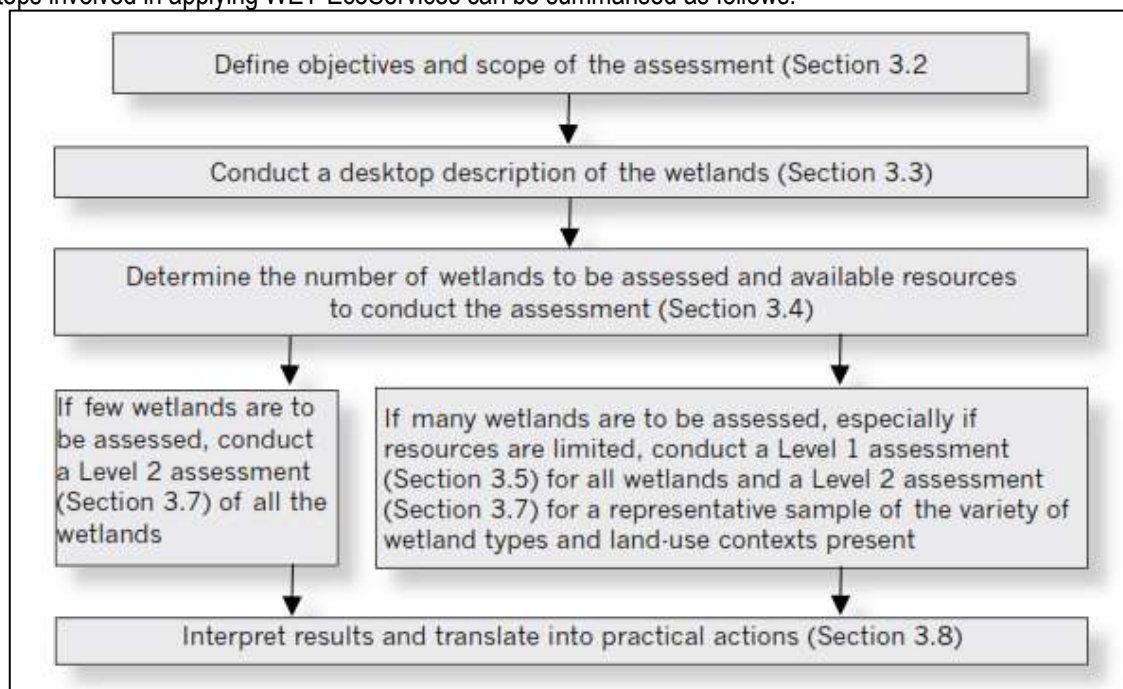 steps involved in applying WET-EcoServices can be summarised as follows:
Define objectives and scope of the assessment (Section 3.2
Conduct a desktop description of the wetlands (Section 3.3)
Determine the number of wetlands to be assessed and available resources
to conduct the assessment (Section 3.4)
If few wetlands are to
be assessed, conduct
a Level 2 assessment
(Section 3.7) of all the
wetlands
If many wetlands are to be assessed, especially if
resources are limited, conduct a Level 1 assessment
(Section 3.5) for all wetlands and a Level 2 assessment
(Section 3.7) for a representative sample of the variety of
wetland types and land-use contexts present
Interpret results and translate into practical actions (Section 3.8)